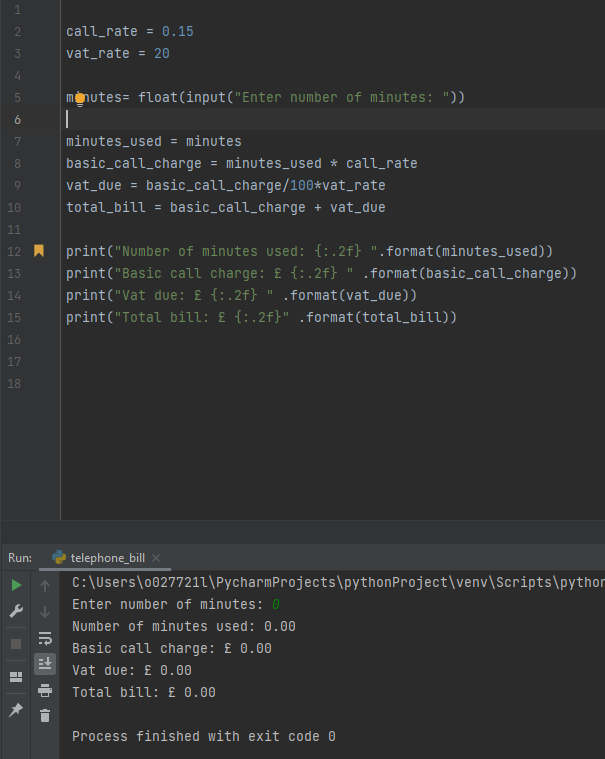 1
2 call_rate = 0.15
3 vat_rate = 20
4
5 minutes= float(input("Enter number of minutes: "))
6
7 minutes_used = minutes
8 basic_call_charge = minutes_used * call_rate
9 vat_due = basic_call_charge/100*vat_rate
10 total_bill = basic_call_charge + vat_due
11
12 print("Number of minutes used: {:.2f} ".format(minutes_used))
13 print("Basic call charge: £ {:.2f} " .format(basic_call_charge))
14 print("Vat due: £ {:.2f} " .format(vat_due))
15 print("Total bill: £ {:.2f}" .format(total_bill))
16
17
18
Run: telephone_bill
C:\Users\o027721l\PycharmProjects\pythonProject\venv\Scripts\python
Enter number of minutes: 0
Number of minutes used: 0.00
Basic call charge: £ 0.00
Vat due: £ 0.00
Total bill: £ 0.00
Process finished with exit code 0